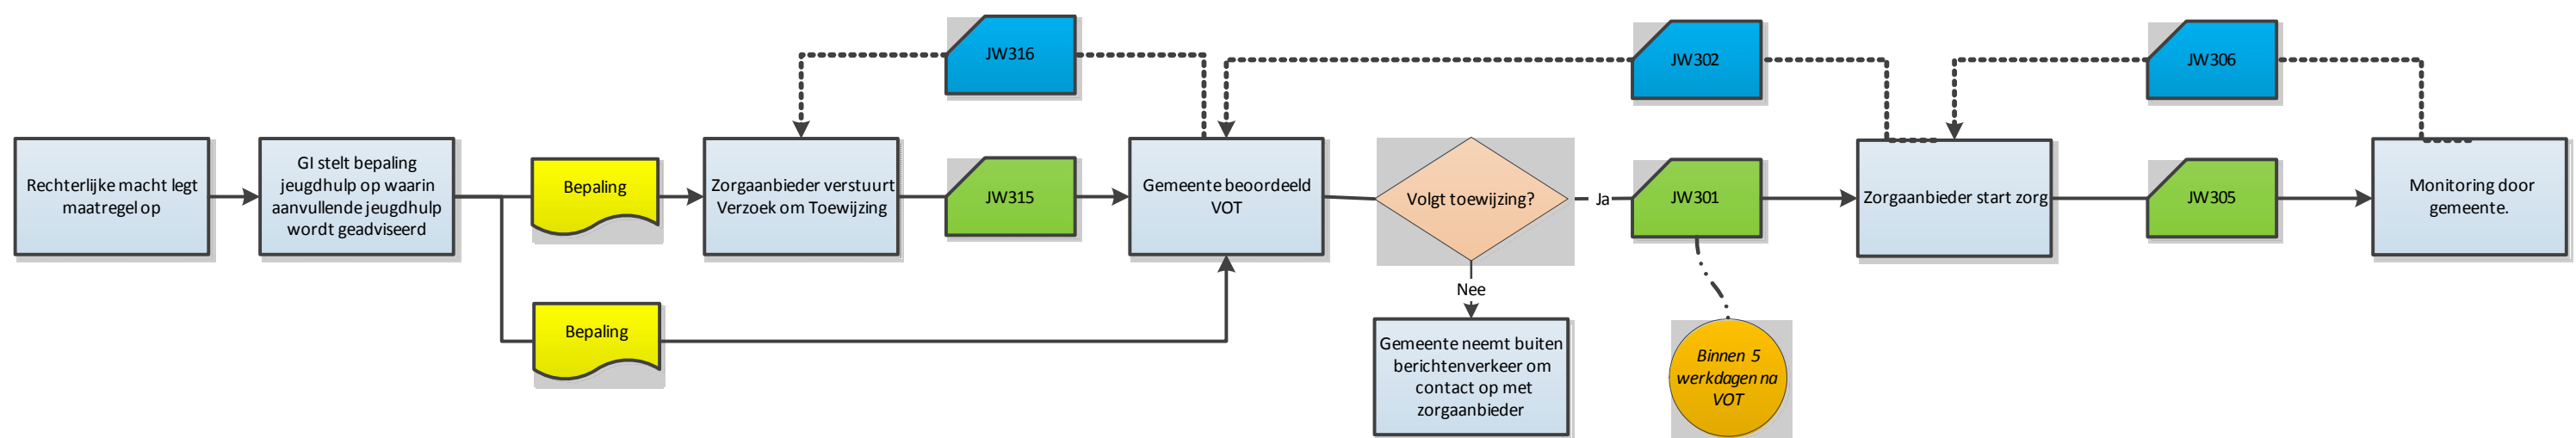 JW316
JW302
JW306
Rechterlijke macht legt
maatregel op
GI stelt bepaling
jeugdhulp op waarin
aanvullende jeugdhulp
wordt geadviseerd
Bepaling
Zorgaanbieder verstuurt
Verzoek om Toewijzing
JW315
Gemeente beoordeeld
VOT
Volgt toewijzing?
Ja
JW301
Zorgaanbieder start zorg
JW305
Monitoring door
gemeente.
Nee
Bepaling
Gemeente neemt buiten
berichtenverkeer om
contact op met
zorgaanbieder
Binnen 5
werkdagen na
VOT